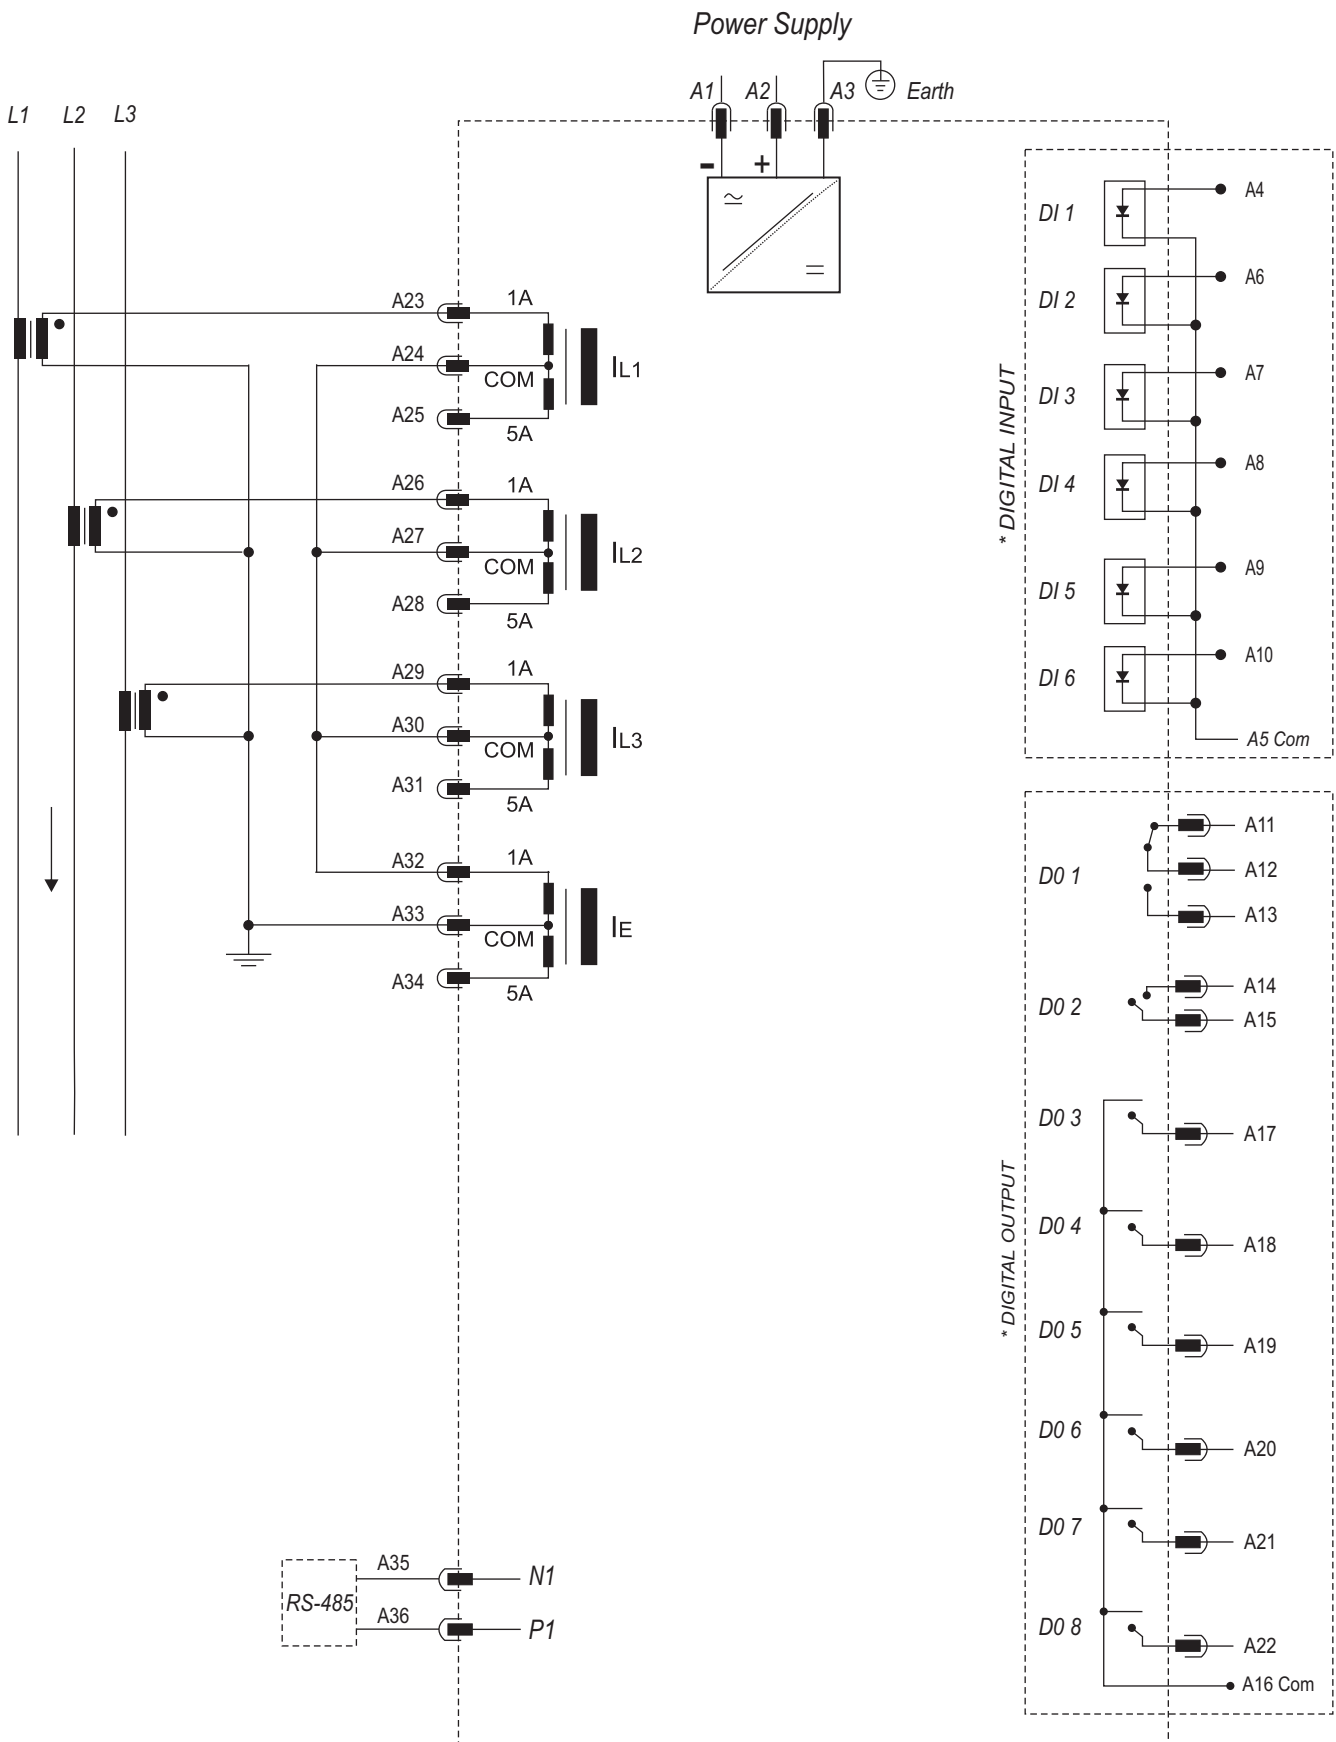 Power Supply
A1
A2
A3
Earth
L1
L2
L3
-
+
A23
1A
A24
COM
IL1
A25
5A
A26
1A
A27
COM
IL2
A28
5A
A29
1A
A30
COM
IL3
A31
5A
A32
1A
A33
COM
IE
A34
5A
RS-485
A35
N1
A36
P1
* DIGITAL INPUT
DI 1
A4
DI 2
A6
DI 3
A7
DI 4
A8
DI 5
A9
DI 6
A10
A5 Com
* DIGITAL OUTPUT
D0 1
A11
A12
A13
D0 2
A14
A15
D0 3
A17
D0 4
A18
D0 5
A19
D0 6
A20
D0 7
A21
D0 8
A22
A16 Com